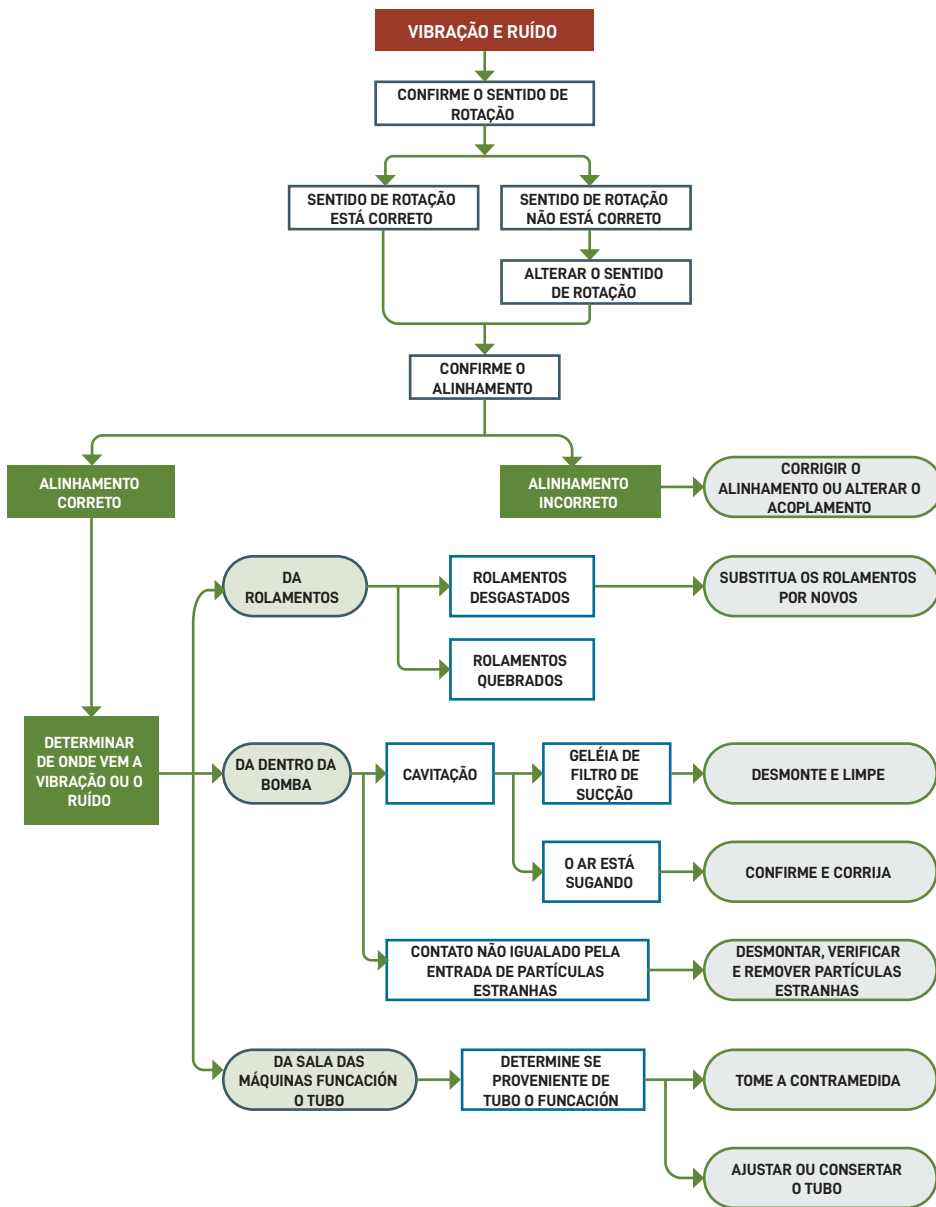 VIBRAÇÃO E RUÍDO
CONFIRME O SENTIDO DE
ROTAÇÃO
SENTIDO DE ROTAÇÃO
ESTÁ CORRETO
SENTIDO DE ROTAÇÃO
NÃO ESTÁ CORRETO
ALTERAR O SENTIDO
DE ROTAÇÃO
CONFIRME O
ALINHAMENTO
ALINHAMENTO
CORRETO
ALINHAMENTO
INCORRETO
CORRIGIR O
ALINHAMENTO OU ALTERAR O
ACOPLAMENTO
DA
ROLAMENTOS
ROLAMENTOS
DESGASTADOS
SUBSTITUA OS ROLAMENTOS
POR NOVOS
ROLAMENTOS
QUEBRADOS
DETERMINAR
DE ONDE VEM A
VIBRAÇÃO OU O
RUÍDO
DA DENTRO DA
BOMBA
CAVITAÇÃO
GELÉIA DE
FILTRO DE
SUCÇÃO
DESMONTE E LIMPE
O AR ESTÁ
SUGANDO
CONFIRME E CORRIJA
CONTATO NÃO IGUALADO PELA
ENTRADA DE PARTÍCULAS
ESTRANHAS
DESMONTAR, VERIFICAR
E REMOVER PARTÍCULAS
ESTRANHAS
DA SALA DAS
MÁQUINAS FUNCACIÓN
O TUBO
DETERMINE SE
PROVENIENTE DE
TUBO O FUNCACIÓN
TOME A CONTRAMEDIDA
AJUSTAR OU CONSERTAR
O TUBO